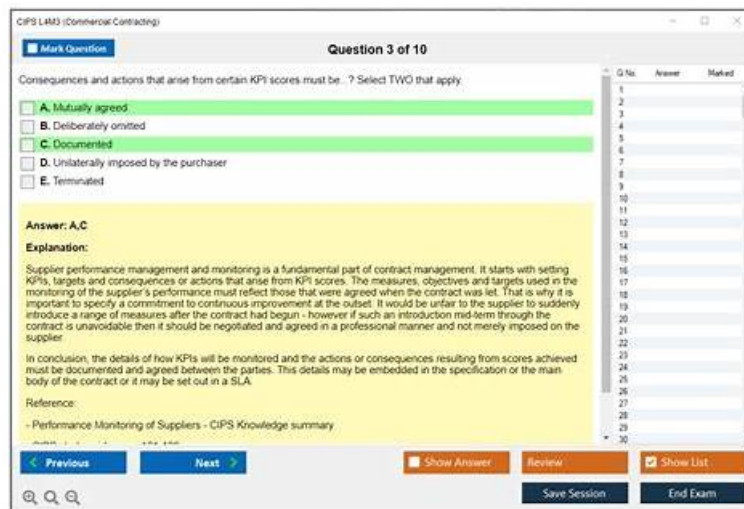 CIPS L4M3 (Commercial Contracting)
Mark Question
Question 3 of 10
Consequences and actions that arise from certain KPI scores must be...? Select TWO that apply.
A. Mutually agreed
B. Deliberately omitted
C. Documented
D. Unilaterally imposed by the purchaser
E. Terminated
Answer: A,C
Explanation:
Supplier performance management and monitoring is a fundamental part of contract management. It starts with setting
KPIs, targets and consequences or actions that arise from KPI scores. The measures, objectives and targets used in the
monitoring of the supplier's performance must reflect those that were agreed when the contract was let. That is why it is
important to specify a commitment to continuous improvement at the outset. It would be unfair to the supplier to suddenly
introduce a range of measures after the contract had begun - however if such an introduction mid-term through the
contract is unavoidable then it should be negotiated and agreed in a professional manner and not merely imposed on the
supplier.
In conclusion, the details of how KPIs will be monitored and the actions or consequences resulting from scores achieved
must be documented and agreed between the parties. This details may be embedded in the specification or the main
body of the contract or it may be set out in a SLA.
Reference:
- Performance Monitoring of Suppliers - CIPS Knowledge summary
Q No. Answer Marked
1
2
3
4
5
6
7
8
9
10
11
12
13
14
15
16
17
18
19
20
21
22
23
24
25
26
27
28
29
30
Previous
Next
Show Answer
Review
Show List
Save Session
End Exam